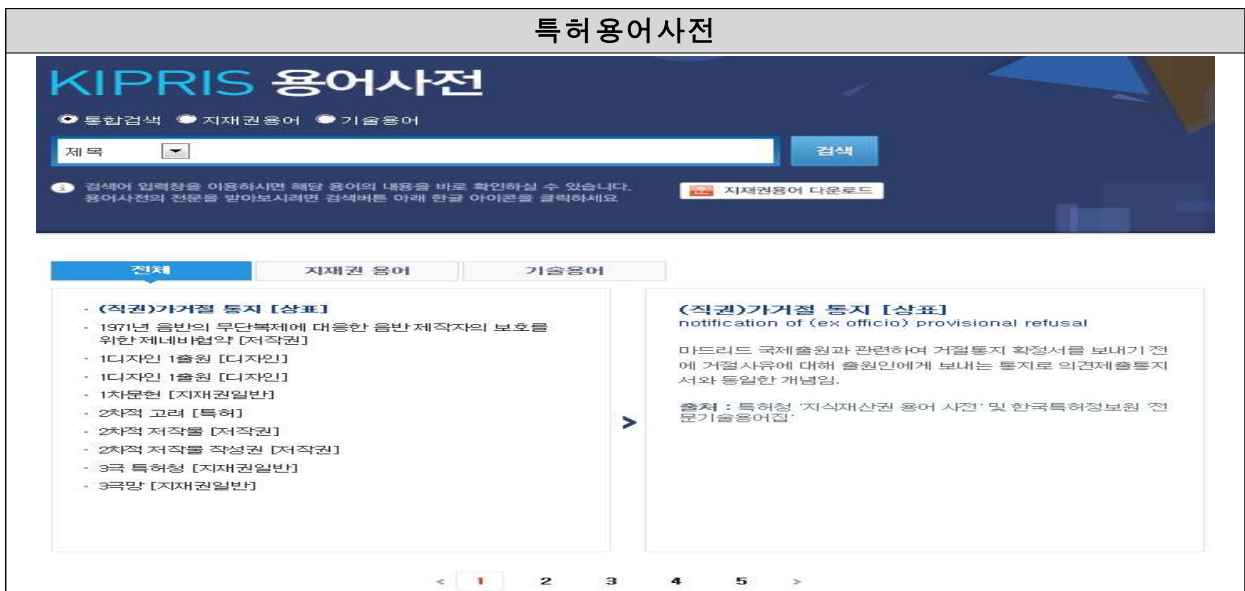 특허용어사전
KIPRIS 용어사전
통합검색 지재권용어 기술용어
제목
검색
검색어 입력창을 이용하시면 해당 용어의 내용을 바로 확인하실 수 있습니다.
용어사전의 전문을 받아보시려면 검색버튼 아래 한글 아이콘을 클릭하세요
지재권용어 다운로드
전체 지재권 용어 기술용어
· (직권)가거절 통지 [상표]
· 1971년 음반의 무단복제에 대응한 음반 제작자의 보호를
위한 제네바협약 [저작권]
· 1디자인 1출원 [디자인]
· 1디자인 1출원 [디자인]
· 1차문헌 [지재권일반]
· 2차적 고려 [특허]
· 2차적 저작물 [저작권]
· 2차적 저작물 작성권 [저작권]
· 3극 특허청 [지재권일반]
· 3극망 [지재권일반]
>
(직권)가거절 통지 [상표]
notification of (ex officio) provisional refusal
마드리드 국제출원과 관련하여 거절통지 확정서를 보내기 전
에 거절사유에 대해 출원인에게 보내는 통지로 의견제출통지
서와 동일한 개념임.
출처 : 특허청 '지식재산권 용어 사전' 및 한국특허정보원 '전
문기술용어집'
< 1 2 3 4 5 >